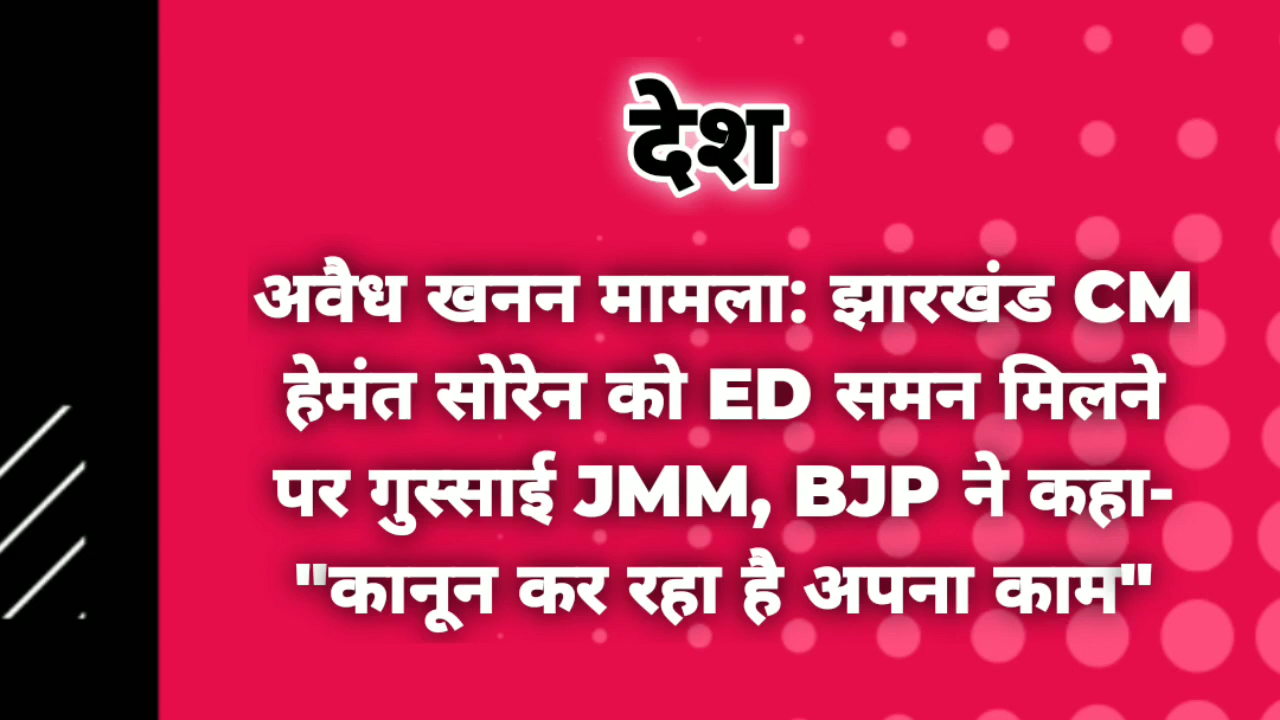 देश
अवैध खनन मामला: झारखंड CM
हेमंत सोरेन को ED समन मिलने
पर गुस्साई JMM, BJP ने कहा-
"कानून कर रहा है अपना काम"